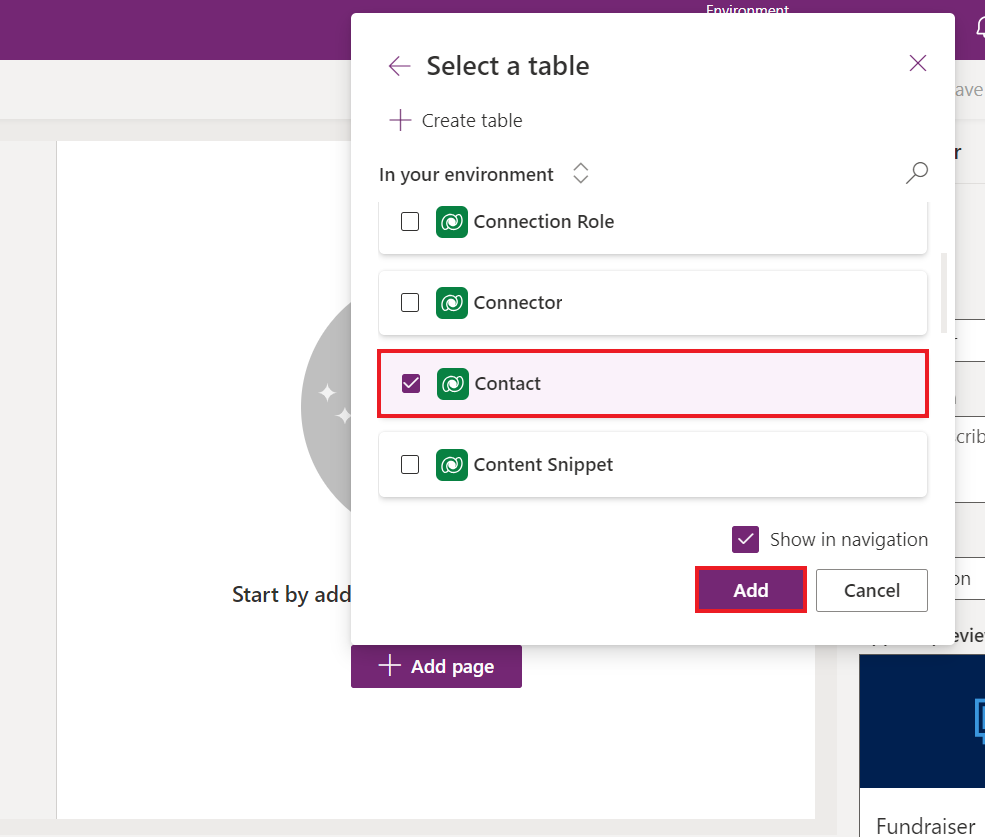 Environment
Select a table
Create table
In your environment
Connection Role
Connector
Contact
Content Snippet
Show in navigation
Add
Cancel
Start by add
Add page
Fundraiser